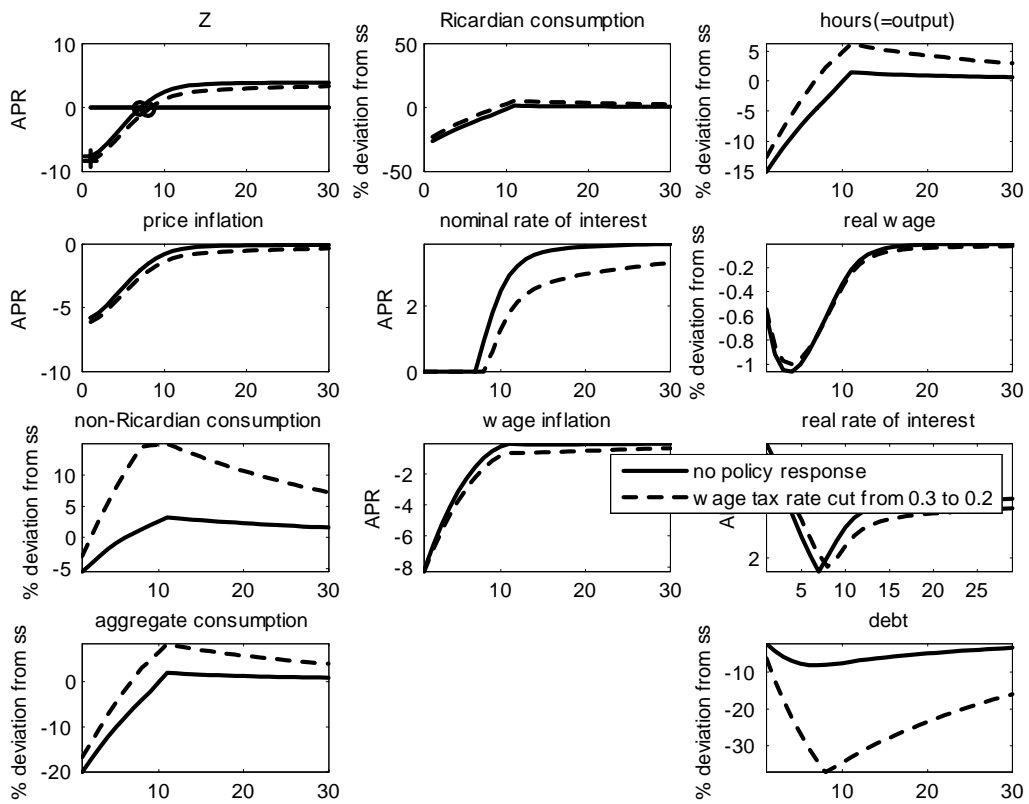 Z
APR
10
0
-10
0 10 20 30
Ricardian consumption
% deviation from ss
50
0
-50
0 10 20 30
hours(=output)
% deviation from ss
5
0
-5
-10
-15
10 20 30
price inflation
APR
0
-5
-10
0 10 20 30
nominal rate of interest
APR
2
0
10 20 30
real wage
% deviation from ss
-0.2
-0.4
-0.6
-0.8
-1
10 20 30
non-Ricardian consumption
% deviation from ss
10
5
0
-5
10 20 30
wage inflation
APR
-2
-4
-6
-8
10 20 30
real rate of interest
2
5 10 15 20 25
no policy response
wage tax rate cut from 0.3 to 0.2
aggregate consumption
% deviation from ss
0
-10
-20
10 20 30
debt
% deviation from ss
-10
-20
-30
10 20 30